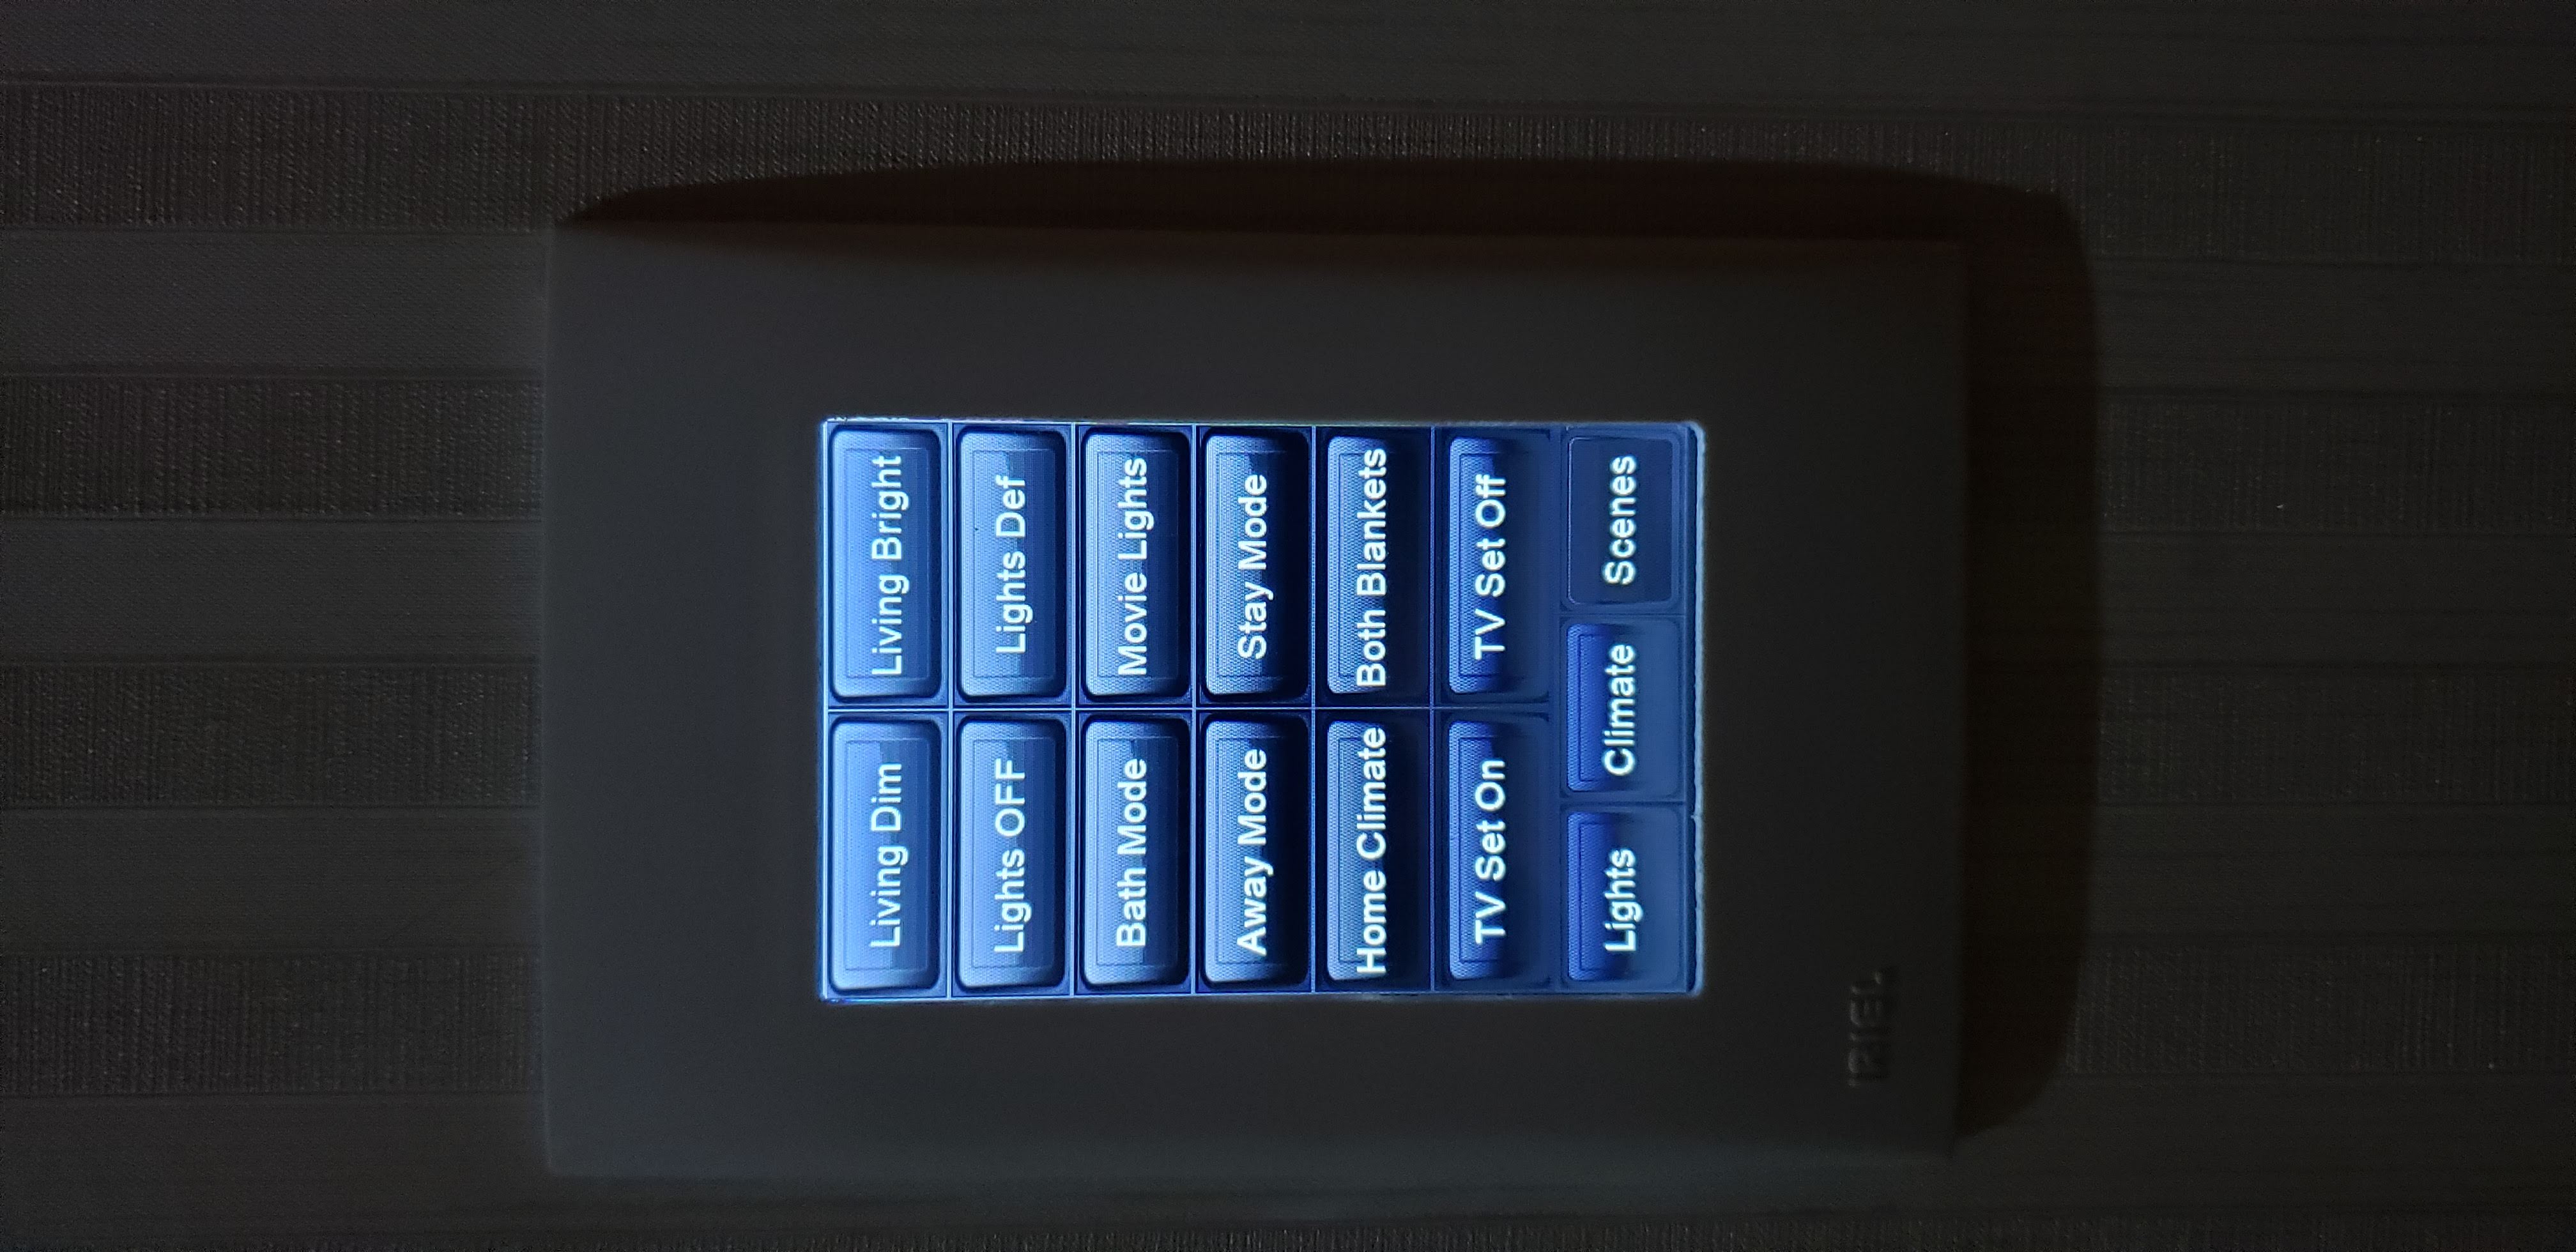 Living Dim
Living Bright
Lights OFF
Lights Def
Bath Mode
Movie Lights
Away Mode
Stay Mode
Home Climate
Both Blankets
TV Set On
TV Set Off
Lights
Climate
Scenes